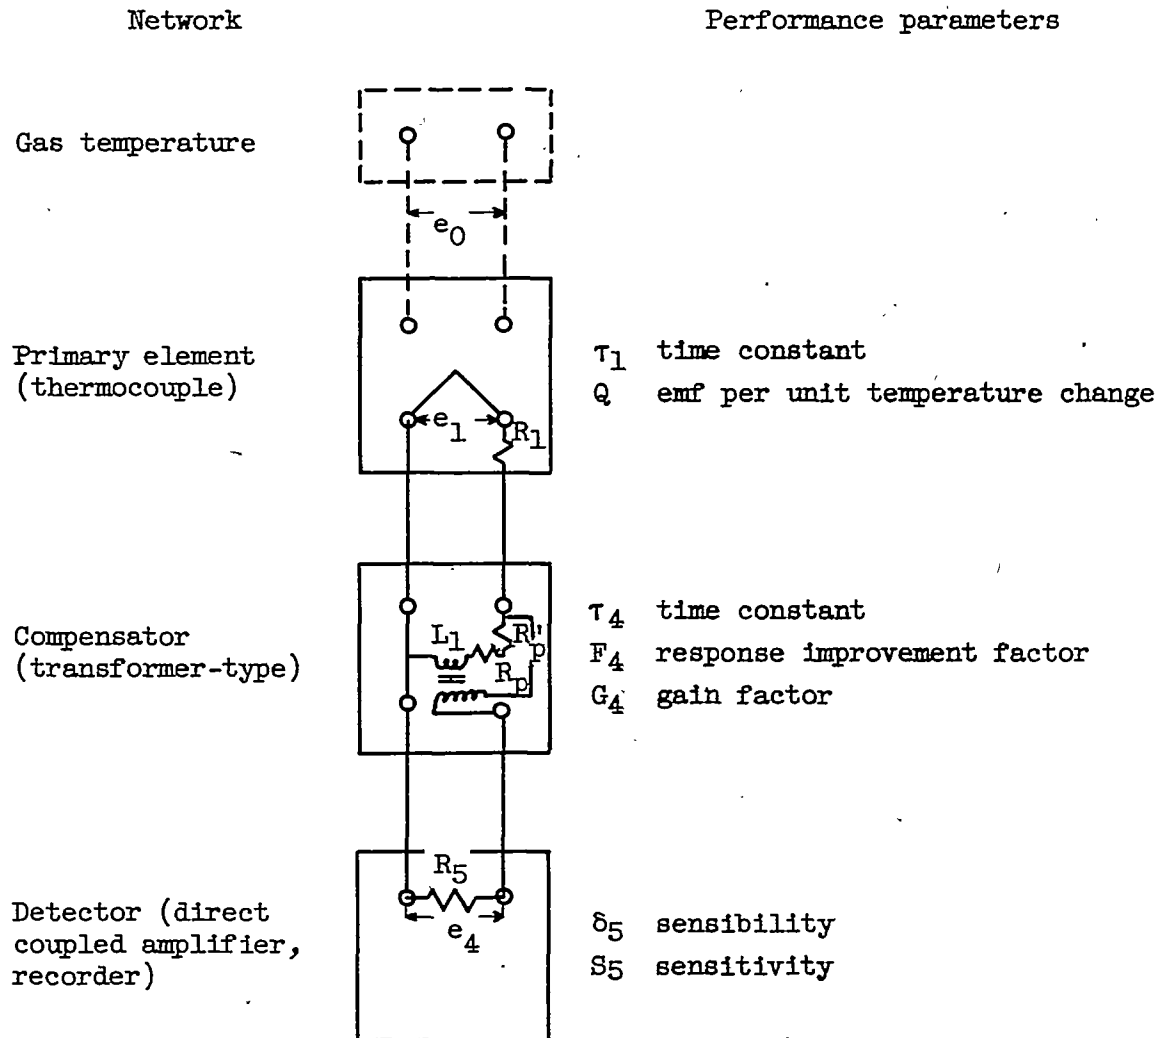 Network Performance parameters
Gas temperature
e0
Primary element
(thermocouple)
e1
R1
τ1 time constant
Q emf per unit temperature change
Compensator
(transformer-type)
L1
R'p
Rp
τ4 time constant
F4 response improvement factor
G4 gain factor
Detector (direct
coupled amplifier,
recorder)
R5
e4
δ5 sensibility
S5 sensitivity